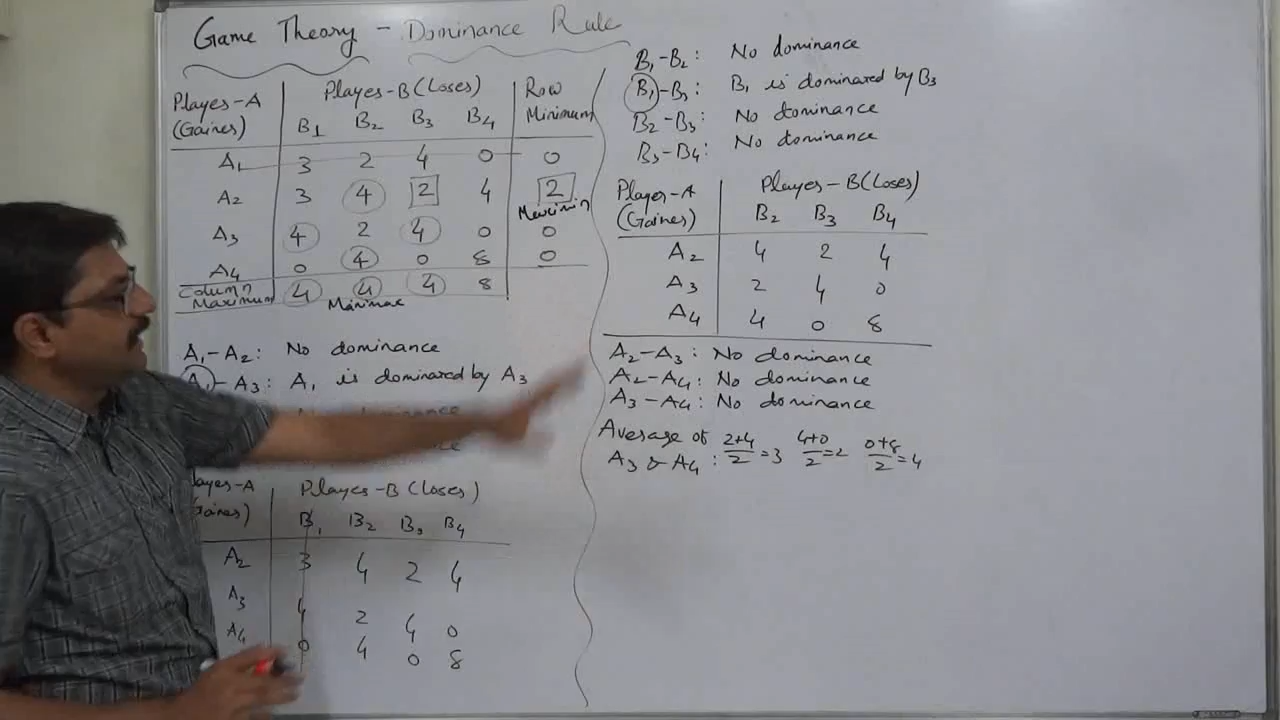 Game Theory - Dominance Rule
Player-A (Gaines) Player-B (Loses) Row Minimum
B1 B2 B3 B4
A1 3 2 4 0 0
A2 3 4 2 4 2
Maximin
A3 4 2 4 0 0
A4 0 4 0 8 0
Column Maximum 4 4 4 8
Minimax
A1-A2: No dominance
A1-A3: A1 is dominated by A3
Player-B (Loses)
B1 B2 B3 B4
A2 3 4 2 4
A3 4 2 4 0
A4 0 4 0 8
B1-B2: No dominance
B1-B3: B1 is dominated by B3
B2-B3: No dominance
B3-B4: No dominance
Player-A (Gaines) Player-B (Loses)
B2 B3 B4
A2 4 2 4
A3 2 4 0
A4 4 0 8
A2-A3: No dominance
A2-A4: No dominance
A3-A4: No dominance
Average of
A3 & A4: 2+4/2=3 4+0/2=2 0+8/2=4